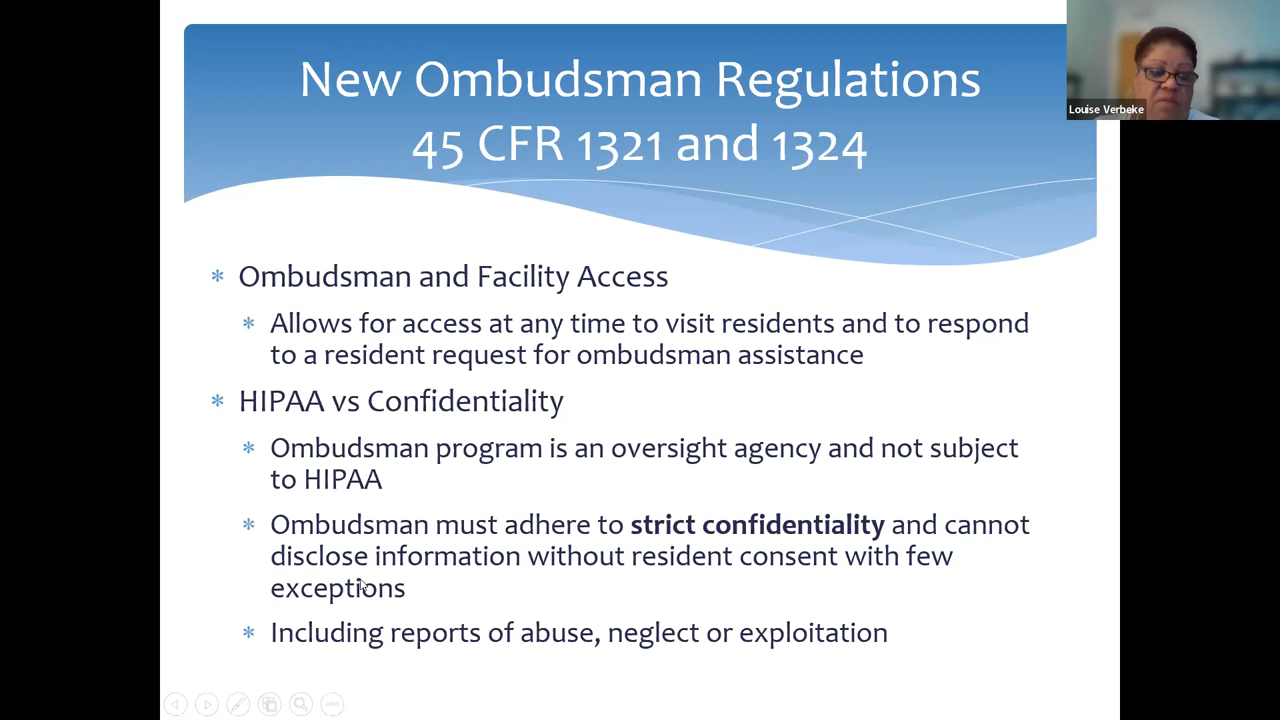 New Ombudsman Regulations
45 CFR 1321 and 1324
Louise Verbeke
* Ombudsman and Facility Access
* Allows for access at any time to visit residents and to respond
to a resident request for ombudsman assistance
* HIPAA vs Confidentiality
* Ombudsman program is an oversight agency and not subject
to HIPAA
* Ombudsman must adhere to strict confidentiality and cannot
disclose information without resident consent with few
exceptions
* Including reports of abuse, neglect or exploitation